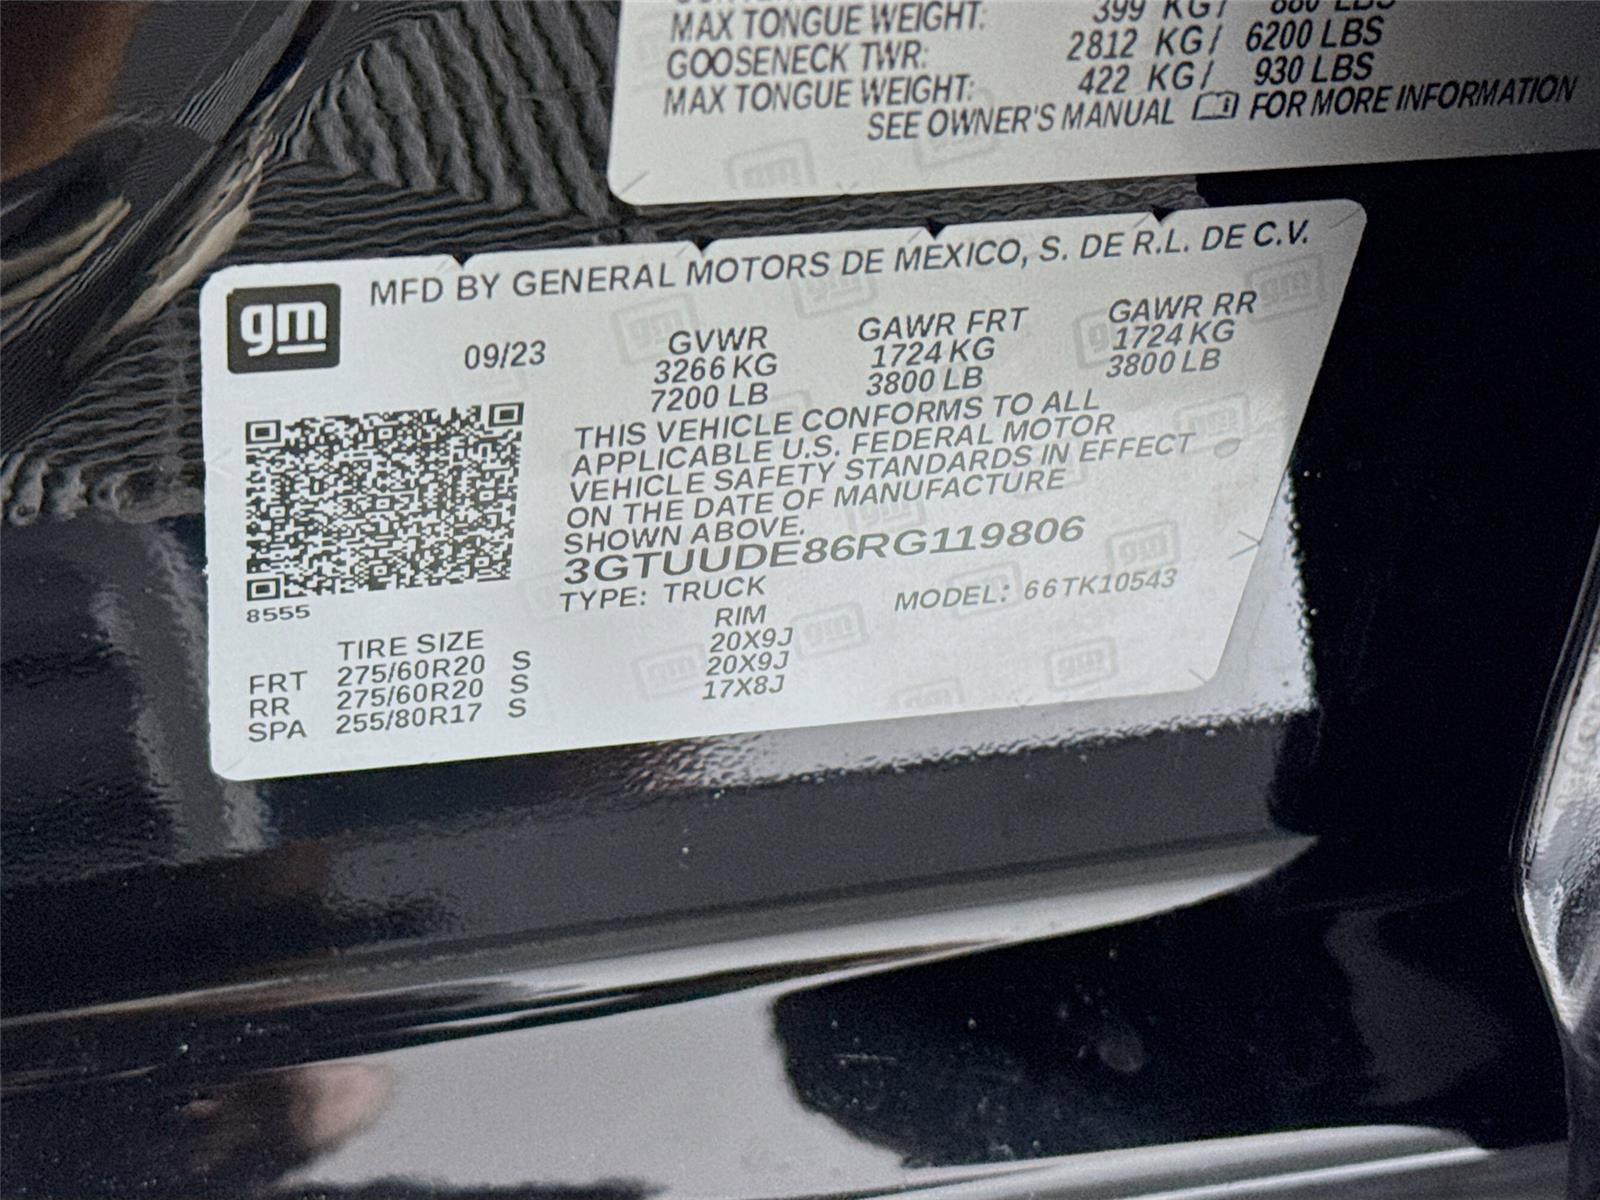 MAX TONGUE WEIGHT: 399 KG/ 880 LBS
GOOSENECK TWR: 2812 KG/ 6200 LBS
MAX TONGUE WEIGHT: 422 KG/ 930 LBS
SEE OWNER'S MANUAL FOR MORE INFORMATION
gm
MFD BY GENERAL MOTORS DE MEXICO, S. DE R.L. DE C.V.
09/23 GVWR GAWR FRT GAWR RR
3266 KG 1724 KG 1724 KG
7200 LB 3800 LB 3800 LB
THIS VEHICLE CONFORMS TO ALL
APPLICABLE U.S. FEDERAL MOTOR
VEHICLE SAFETY STANDARDS IN EFFECT
ON THE DATE OF MANUFACTURE
SHOWN ABOVE.
3GTUUDE86RG119806
8555
TYPE: TRUCK MODEL: 66TK10543
TIRE SIZE RIM
FRT 275/60R20 S 20X9J
RR 275/60R20 S 20X9J
SPA 255/80R17 S 17X8J